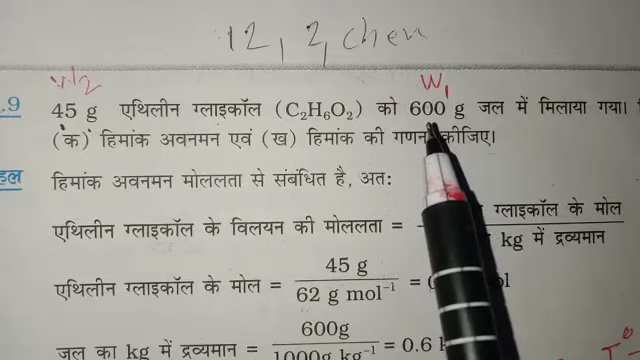 12, 2, chem
w2 W1
.9 45 g एथिलीन ग्लाइकॉल (C₂H₆O₂) को 600 g जल में मिलाया गया।
(क) हिमांक अवनमन एवं (ख) हिमांक की गणना कीजिए।
हल हिमांक अवनमन मोललता से संबंधित है, अत:
एथिलीन ग्लाइकॉल के विलयन की मोललता = ग्लाइकॉल के मोल
kg में द्रव्यमान
एथिलीन ग्लाइकॉल के मोल = 45 g
62 g mol⁻¹ =
जल का kg में द्रव्यमान = 600g
1000g kg⁻¹ = 0.6